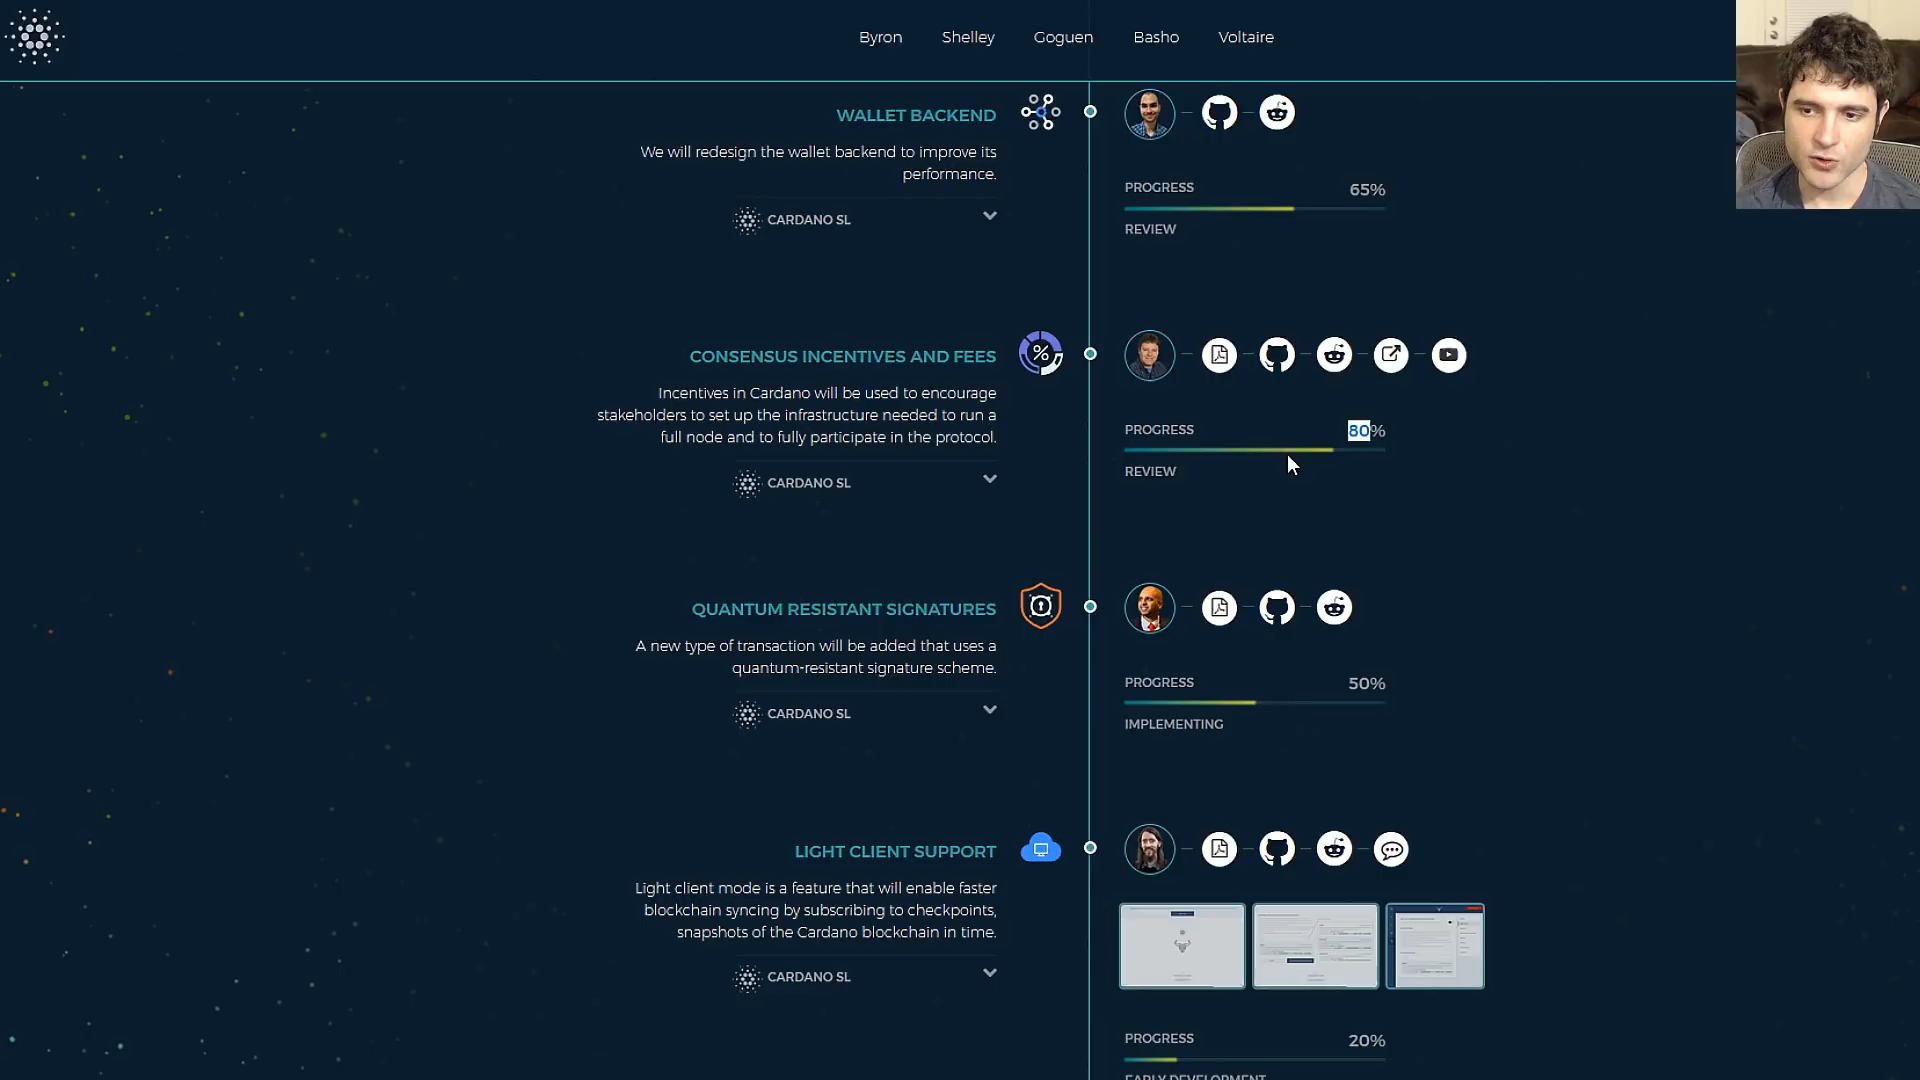 Byron
Shelley
Goguen
Basho
Voltaire
WALLET BACKEND
We will redesign the wallet backend to improve its
performance.
CARDANO SL
PROGRESS
65%
REVIEW
CONSENSUS INCENTIVES AND FEES
%
Incentives in Cardano will be used to encourage
stakeholders to set up the infrastructure needed to run a
full node and to fully participate in the protocol.
CARDANO SL
PROGRESS
80%
REVIEW
QUANTUM RESISTANT SIGNATURES
A new type of transaction will be added that uses a
quantum-resistant signature scheme.
CARDANO SL
PROGRESS
50%
IMPLEMENTING
LIGHT CLIENT SUPPORT
Light client mode is a feature that will enable faster
blockchain syncing by subscribing to checkpoints,
snapshots of the Cardano blockchain in time.
CARDANO SL
PROGRESS
20%
EARLY DEVELOPMENT